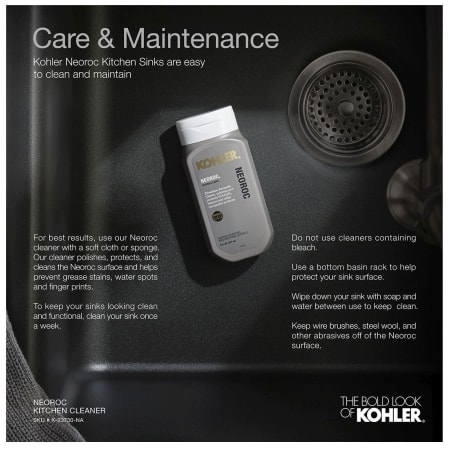 Care & Maintenance
Kohler Neoroc Kitchen Sinks are easy
to clean and maintain
KOHLER
NEOROC
NEOROC
For best results, use our Neoroc
cleaner with a soft cloth or sponge.
Our cleaner polishes, protects, and
cleans the Neoroc surface and helps
prevent grease stains, water spots
and finger prints.
To keep your sinks looking clean
and functional, clean your sink once
a week.
Do not use cleaners containing
bleach.
Use a bottom basin rack to help
protect your sink surface.
Wipe down your sink with soap and
water between use to keep clean.
Keep wire brushes, steel wool, and
other abrasives off of the Neoroc
surface.
NEOROC
KITCHEN CLEANER
SKU # K-23730-NA
THE BOLD LOOK
OF KOHLER®